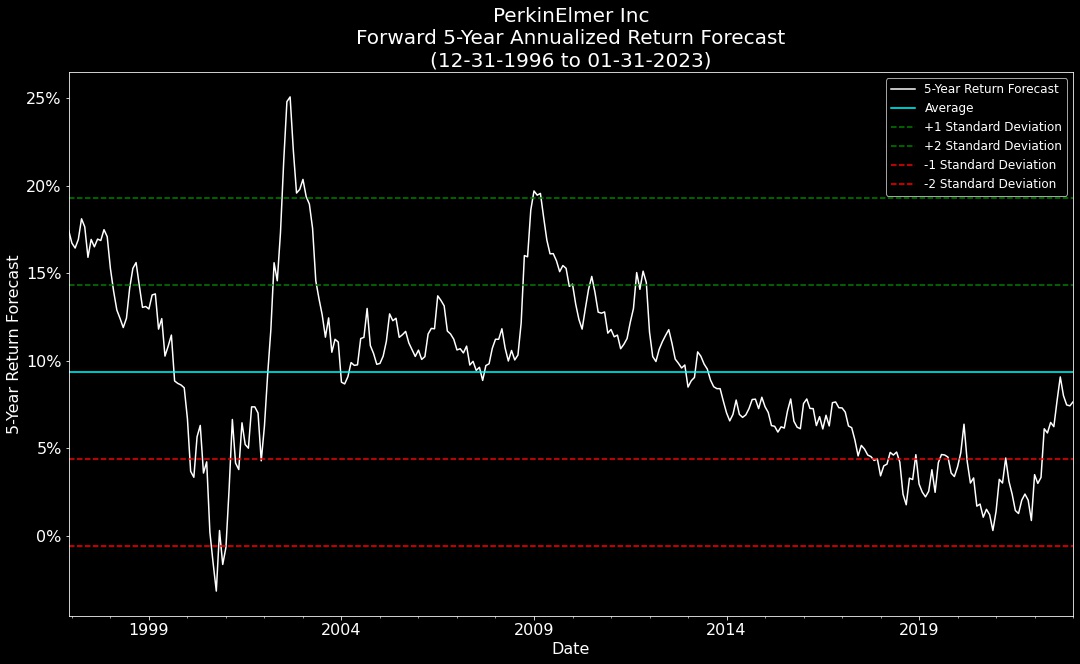 PerkinElmer Inc
Forward 5-Year Annualized Return Forecast
(12-31-1996 to 01-31-2023)
5-Year Return Forecast
Average
+1 Standard Deviation
+2 Standard Deviation
-1 Standard Deviation
-2 Standard Deviation
25%
20%
15%
10%
5%
0%
5-Year Return Forecast
1999
2004
2009
2014
2019
Date